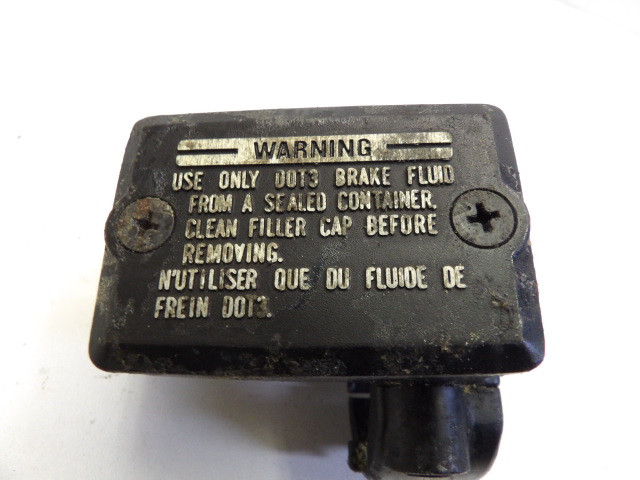 WARNING
USE ONLY DOT3 BRAKE FLUID
FROM A SEALED CONTAINER.
CLEAN FILLER CAP BEFORE
REMOVING.
N'UTILISER QUE DU FLUIDE DE
FREIN DOT3.